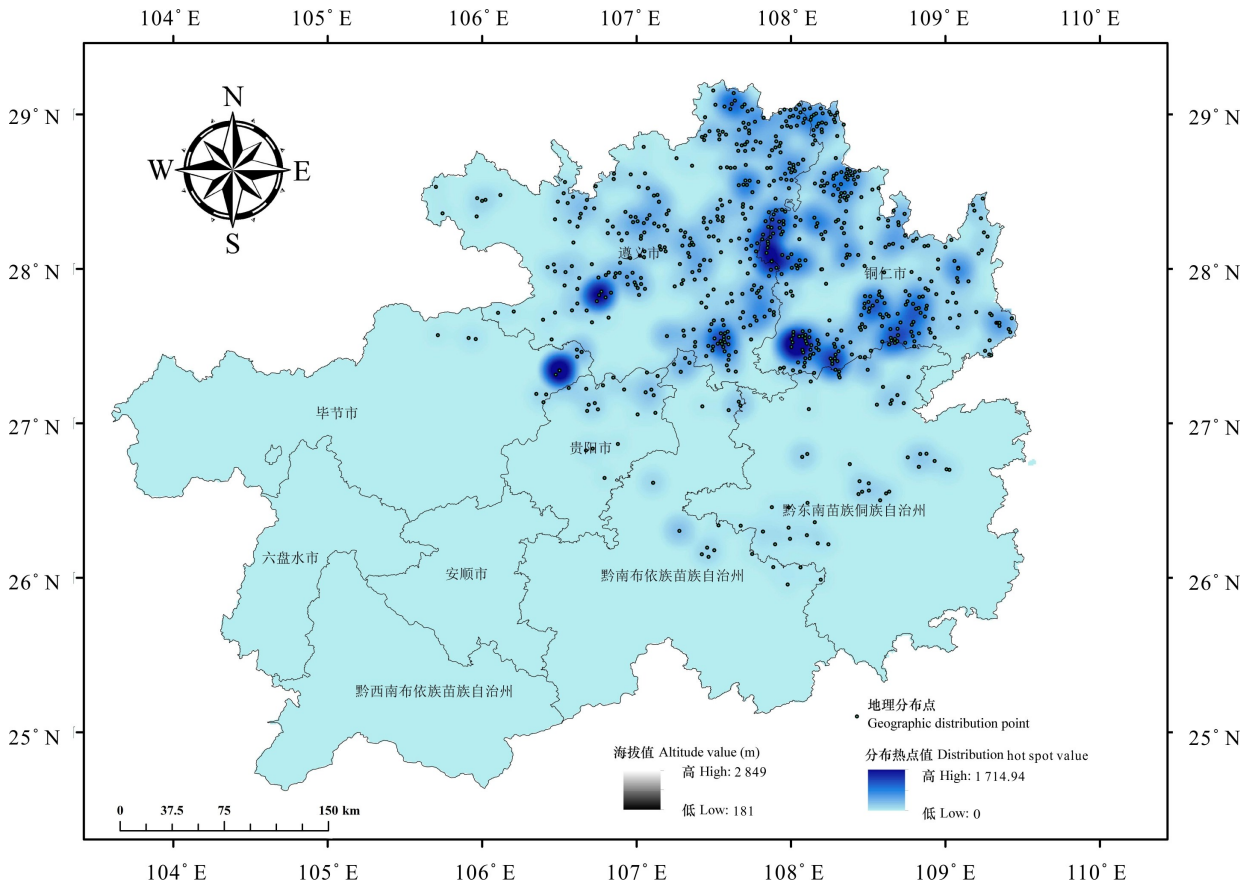 104° E 105° E 106° E 107° E 108° E 109° E 110° E
29° N 29° N
N
W E
S
遵义市
28° N 28° N
铜仁市
毕节市
27° N 27° N
贵阳市
黔东南苗族侗族自治州
六盘水市
安顺市
黔南布依族苗族自治州
26° N 26° N
黔西南布依族苗族自治州
地理分布点
Geographic distribution point
25° N 25° N
海拔值 Altitude value (m)
高 High: 2 849
低 Low: 181
分布热点值 Distribution hot spot value
高 High: 1 714.94
低 Low: 0
0 37.5 75 150 km
104° E 105° E 106° E 107° E 108° E 109° E 110° E